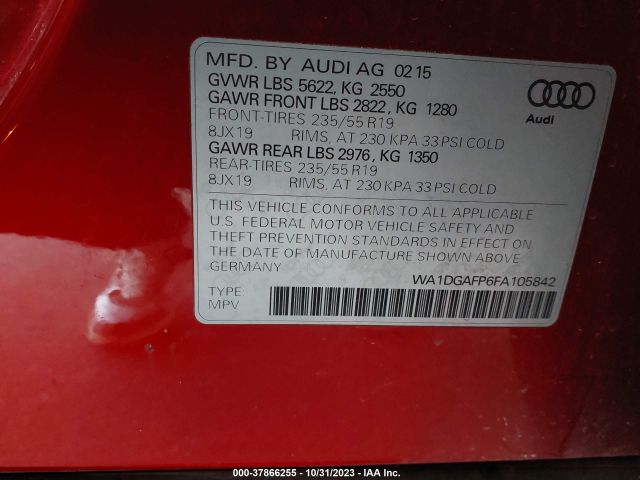 MFD. BY AUDI AG 02 15
GVWR LBS 5622, KG 2550
GAWR FRONT LBS 2822, KG 1280
FRONT-TIRES 235/55 R19
8JX19 RIMS, AT 230 KPA 33 PSI COLD
GAWR REAR LBS 2976, KG 1350
REAR-TIRES 235/55 R19
8JX19 RIMS, AT 230 KPA 33 PSI COLD
THIS VEHICLE CONFORMS TO ALL APPLICABLE
U.S. FEDERAL MOTOR VEHICLE SAFETY AND
THEFT PREVENTION STANDARDS IN EFFECT ON
THE DATE OF MANUFACTURE SHOWN ABOVE
GERMANY
WA1DGAFP6FA105842
TYPE:
MPV
Audi
000-37866255 - 10/31/2023 - IAA Inc.